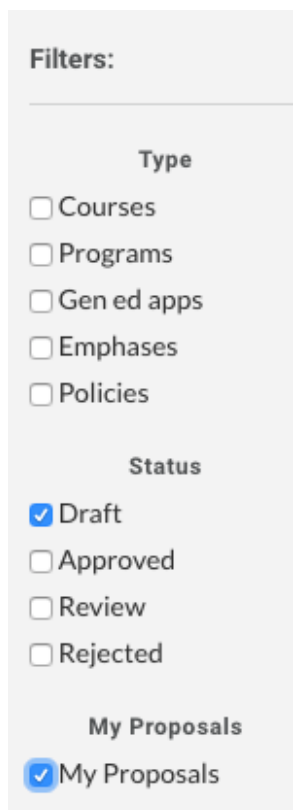 Filters:
Type
Courses
Programs
Gen ed apps
Emphases
Policies
Status
Draft
Approved
Review
Rejected
My Proposals
My Proposals